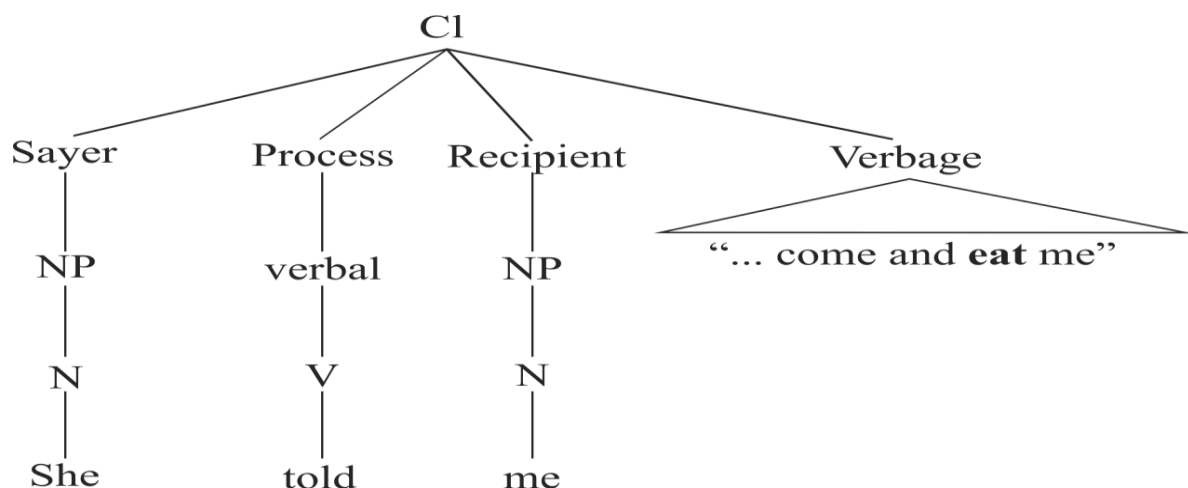 Cl
Sayer Process Recipient Verbage
“... come and eat me”
NP verbal NP
N V N
She told me